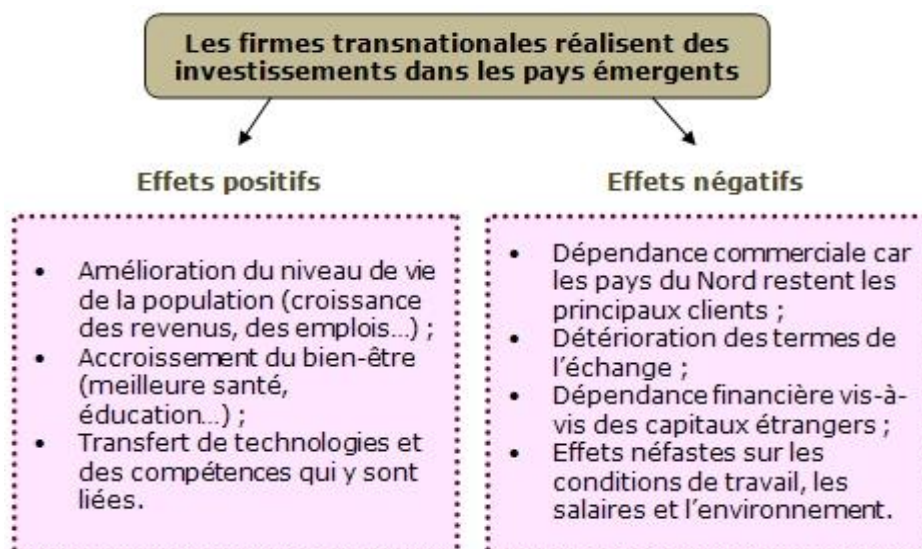 Les firmes transnationales réalisent des
investissements dans les pays émergents
Effets positifs
• Amélioration du niveau de vie
de la population (croissance
des revenus, des emplois...) ;
• Accroissement du bien-être
(meilleure santé,
éducation...) ;
• Transfert de technologies et
des compétences qui y sont
liées.
Effets négatifs
• Dépendance commerciale car
les pays du Nord restent les
principaux clients ;
• Détérioration des termes de
l'échange ;
• Dépendance financière vis-à-
vis des capitaux étrangers ;
• Effets néfastes sur les
conditions de travail, les
salaires et l'environnement.